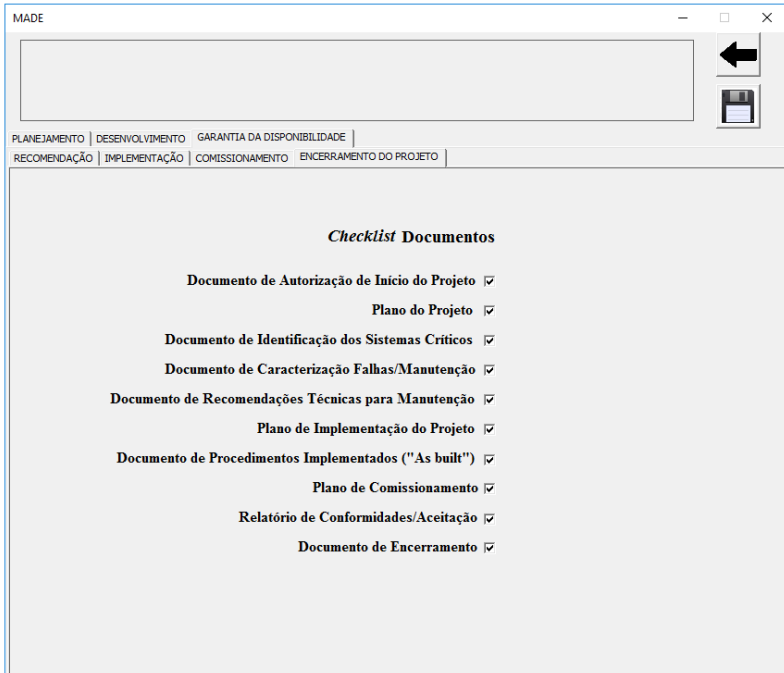 MADE
PLANEJAMENTO DESENVOLVIMENTO GARANTIA DA DISPONIBILIDADE
RECOMENDAÇÃO IMPLEMENTAÇÃO COMISSIONAMENTO ENCERRAMENTO DO PROJETO
Checklist Documentos
Documento de Autorização de Início do Projeto
Plano do Projeto
Documento de Identificação dos Sistemas Críticos
Documento de Caracterização Falhas/Manutenção
Documento de Recomendações Técnicas para Manutenção
Plano de Implementação do Projeto
Documento de Procedimentos Implementados ("As built")
Plano de Comissionamento
Relatório de Conformidades/Aceitação
Documento de Encerramento